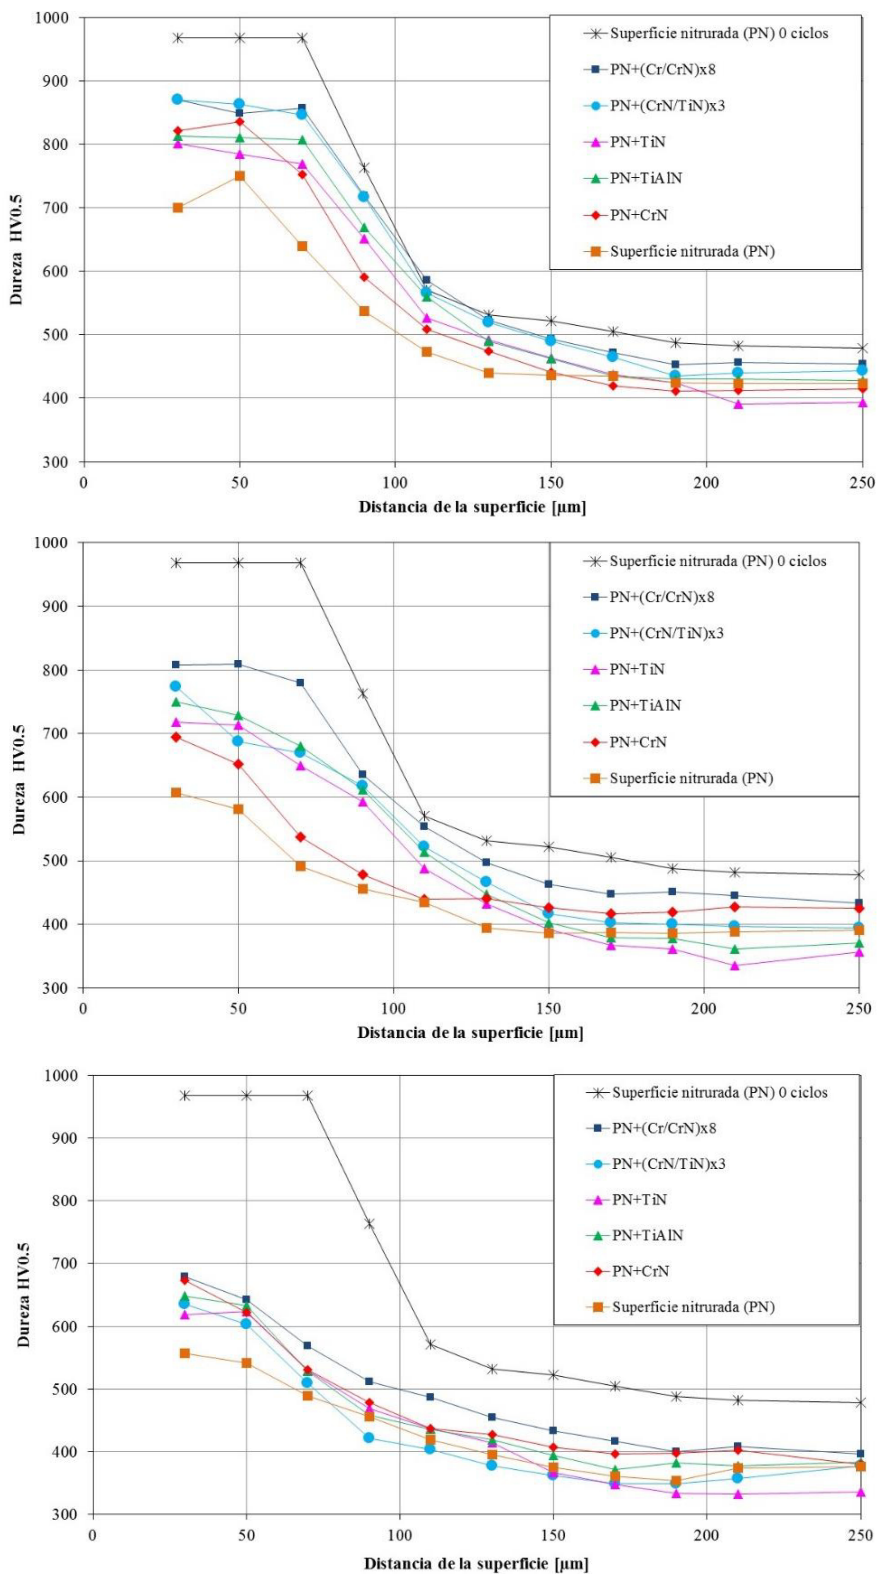 1000
900
800
700
600
500
400
300
0
50
100
150
200
250
Dureza HV0.5
Distancia de la superficie [µm]
Superficie nitrurada (PN) 0 ciclos
PN+(Cr/CrN)x8
PN+(CrN/TiN)x3
PN+TiN
PN+TiAlN
PN+CrN
Superficie nitrurada (PN)
1000
900
800
700
600
500
400
300
0
50
100
150
200
250
Dureza HV0.5
Distancia de la superficie [µm]
Superficie nitrurada (PN) 0 ciclos
PN+(Cr/CrN)x8
PN+(CrN/TiN)x3
PN+TiN
PN+TiAlN
PN+CrN
Superficie nitrurada (PN)
1000
900
800
700
600
500
400
300
0
50
100
150
200
250
Dureza HV0.5
Distancia de la superficie [µm]
Superficie nitrurada (PN) 0 ciclos
PN+(Cr/CrN)x8
PN+(CrN/TiN)x3
PN+TiN
PN+TiAlN
PN+CrN
Superficie nitrurada (PN)